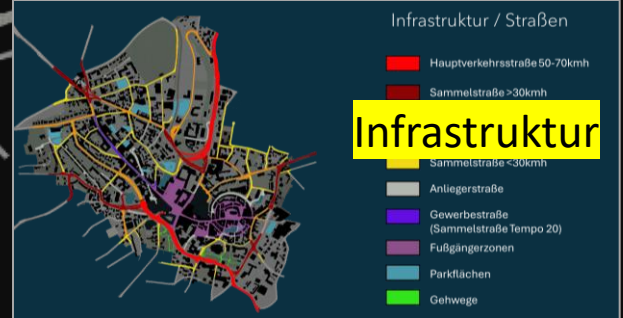 Infrastruktur / Straßen
Hauptverkehrsstraße 50-70kmh
Sammelstraße >30kmh
Infrastruktur
Sammelstraße <30kmh
Anliegerstraße
Gewerbestraße
(Sammelstraße Tempo 20)
Fußgängerzonen
Parkflächen
Gehwege